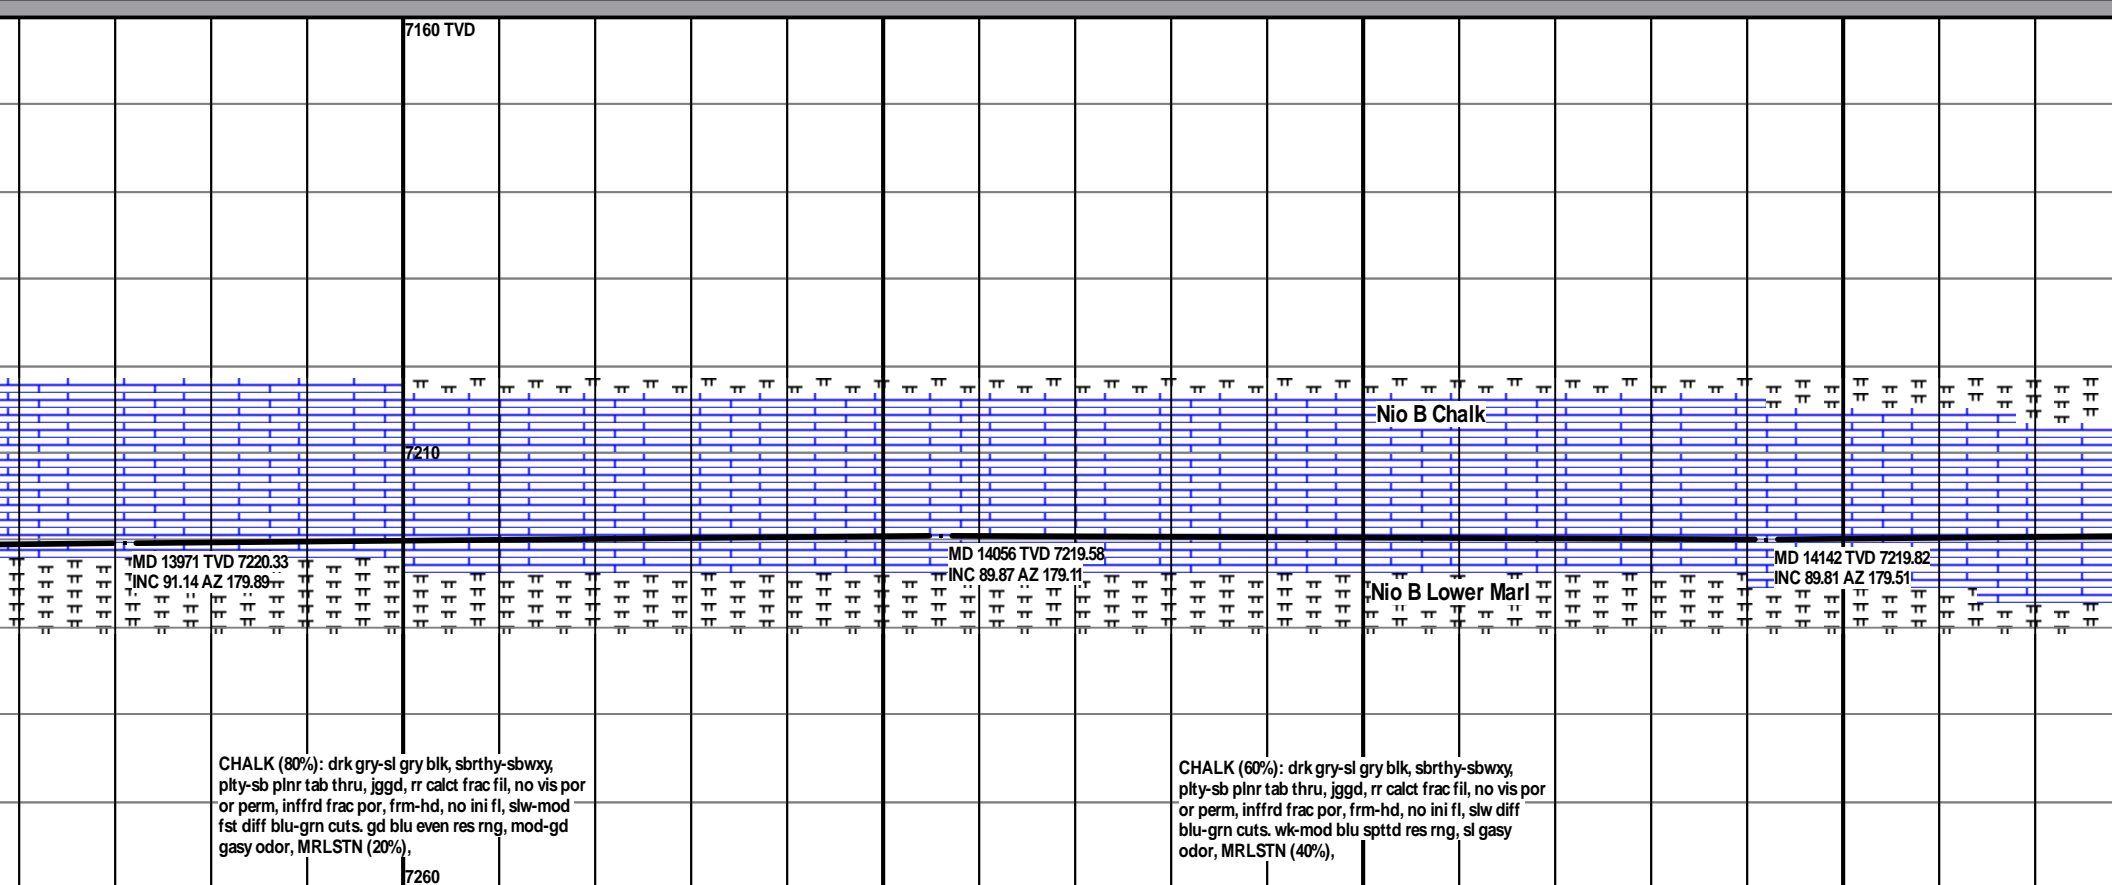 7160 TVD
Nio B Chalk
7210
MD 13971 TVD 7220.33
INC 91.14 AZ 179.89
MD 14056 TVD 7219.58
INC 89.87 AZ 179.11
MD 14142 TVD 7219.82
INC 89.81 AZ 179.51
Nio B Lower Marl
CHALK (80%): drk gry-sl gry blk, sbrthy-sbwxy,
plty-sb plnr tab thru, jggd, rr calct frac fil, no vis por
or perm, inffrd frac por, frm-hd, no ini fl, slw-mod
fst diff blu-grn cuts. gd blu even res rng, mod-gd
gasy odor, MRLSTN (20%),
CHALK (60%): drk gry-sl gry blk, sbrthy-sbwxy,
plty-sb plnr tab thru, jggd, rr calct frac fil, no vis por
or perm, inffrd frac por, frm-hd, no ini fl, slw diff
blu-grn cuts. wk-mod blu spttd res rng, sl gasy
odor, MRLSTN (40%),
7260